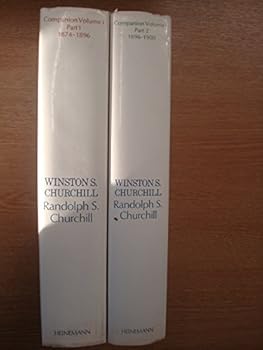 Companion Volume 1
Part 1
1874-1896
WINSTON S.
CHURCHILL
Randolph S.
Churchill
HEINEMANN
Companion Volume
Part 2
1896-1900
WINSTON S.
CHURCHILL
Randolph S.
Churchill
HEINEMANN